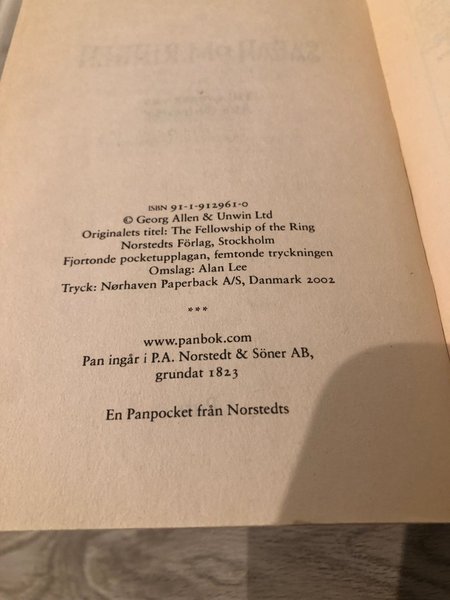 ISBN 91-1-912961-0
© Georg Allen & Unwin Ltd
Originalets titel: The Fellowship of the Ring
Norstedts Förlag, Stockholm
Fjortonde pocketupplagan, femtonde tryckningen
Omslag: Alan Lee
Tryck: Nørhaven Paperback A/S, Danmark 2002
***
www.panbok.com
Pan ingår i P.A. Norstedt & Söner AB,
grundat 1823
En Panpocket från Norstedts